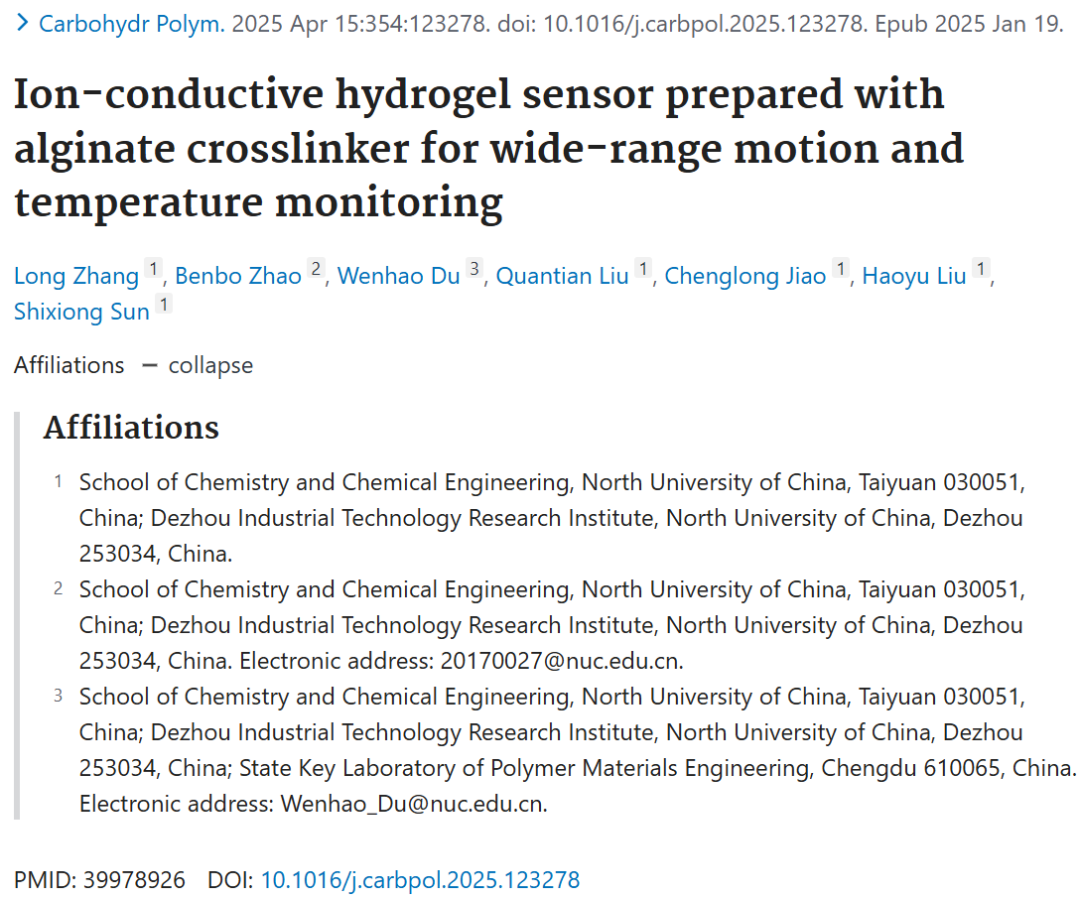 > Carbohydr Polym. 2025 Apr 15:354:123278. doi: 10.1016/j.carbpol.2025.123278. Epub 2025 Jan 19.
Ion-conductive hydrogel sensor prepared with
alginate crosslinker for wide-range motion and
temperature monitoring
Long Zhang 1, Benbo Zhao 2, Wenhao Du 3, Quantian Liu 1, Chenglong Jiao 1, Haoyu Liu 1,
Shixiong Sun 1
Affiliations – collapse
Affiliations
1 School of Chemistry and Chemical Engineering, North University of China, Taiyuan 030051,
China; Dezhou Industrial Technology Research Institute, North University of China, Dezhou
253034, China.
2 School of Chemistry and Chemical Engineering, North University of China, Taiyuan 030051,
China; Dezhou Industrial Technology Research Institute, North University of China, Dezhou
253034, China. Electronic address: 20170027@nuc.edu.cn.
3 School of Chemistry and Chemical Engineering, North University of China, Taiyuan 030051,
China; Dezhou Industrial Technology Research Institute, North University of China, Dezhou
253034, China; State Key Laboratory of Polymer Materials Engineering, Chengdu 610065, China.
Electronic address: Wenhao_Du@nuc.edu.cn.
PMID: 39978926 DOI: 10.1016/j.carbpol.2025.123278